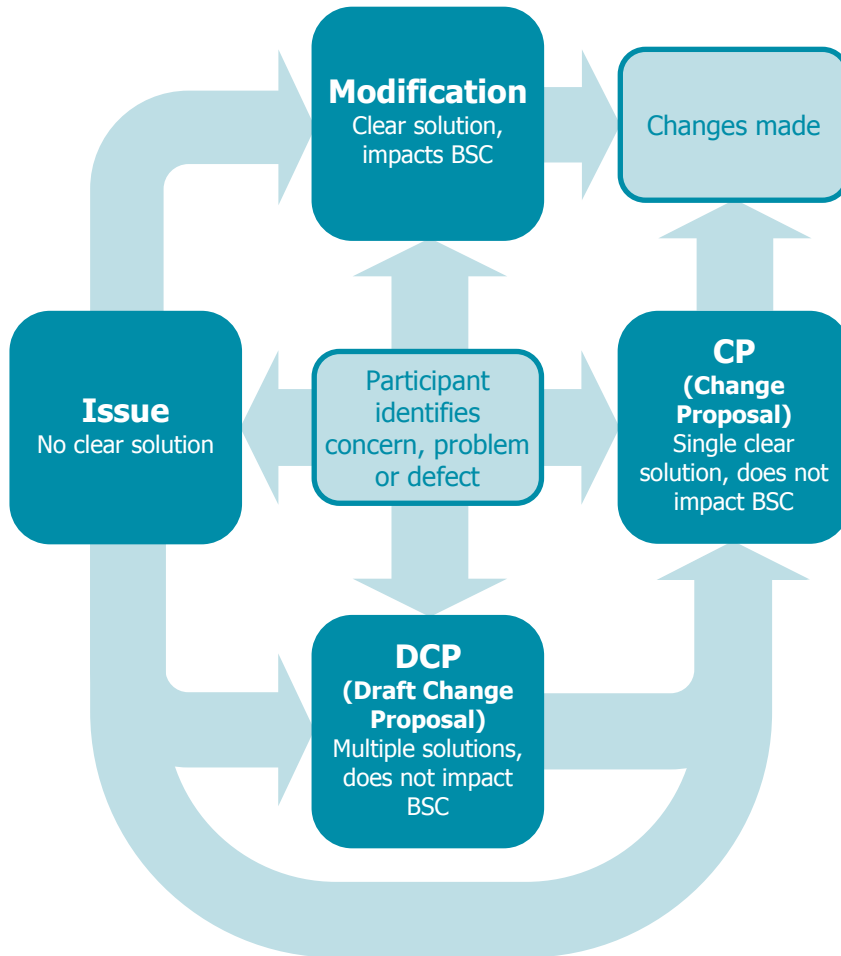 Modification
Clear solution,
impacts BSC
Changes made
Issue
No clear solution
Participant
identifies
concern, problem
or defect
CP
(Change
Proposal)
Single clear
solution, does not
impact BSC
DCP
(Draft Change
Proposal)
Multiple solutions,
does not impact
BSC